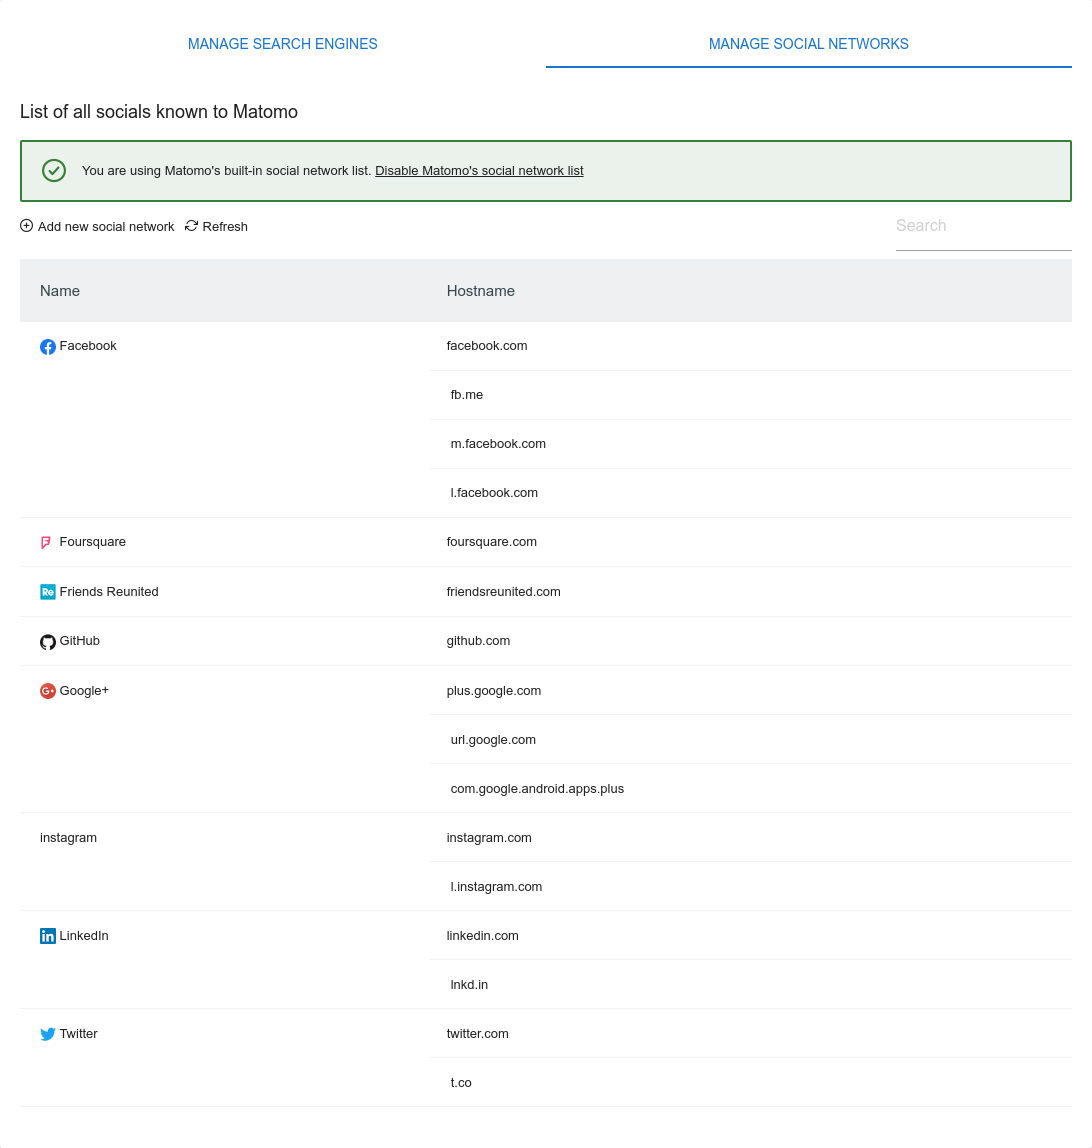 MANAGE SEARCH ENGINES MANAGE SOCIAL NETWORKS
List of all socials known to Matomo
You are using Matomo's built-in social network list. Disable Matomo's social network list
Add new social network Refresh Search
Name Hostname
Facebook facebook.com
fb.me
m.facebook.com
l.facebook.com
Foursquare foursquare.com
Re Friends Reunited friendsreunited.com
GitHub github.com
G+ Google+ plus.google.com
url.google.com
com.google.android.apps.plus
instagram instagram.com
l.instagram.com
in LinkedIn linkedin.com
lnkd.in
Twitter twitter.com
t.co